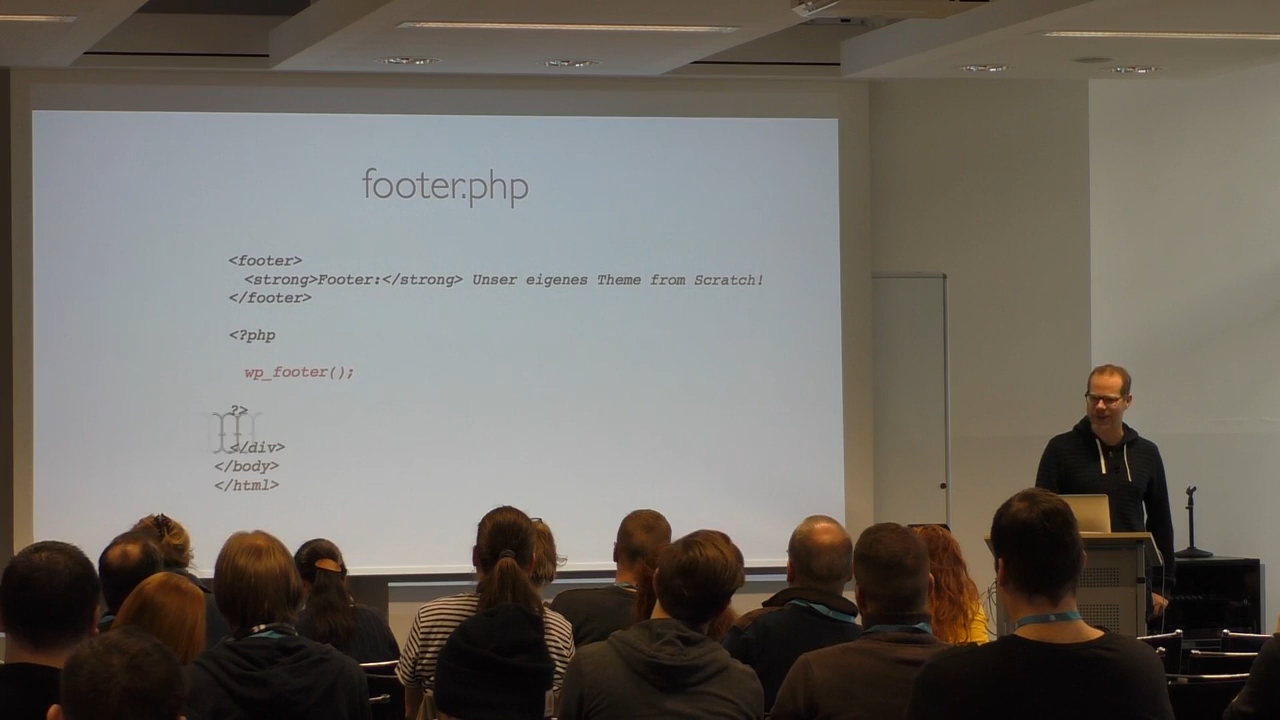 footer.php
<footer>
<strong>Footer:</strong> Unser eigenes Theme from Scratch!
</footer>
<?php
wp_footer();
?>
</div>
</body>
</html>